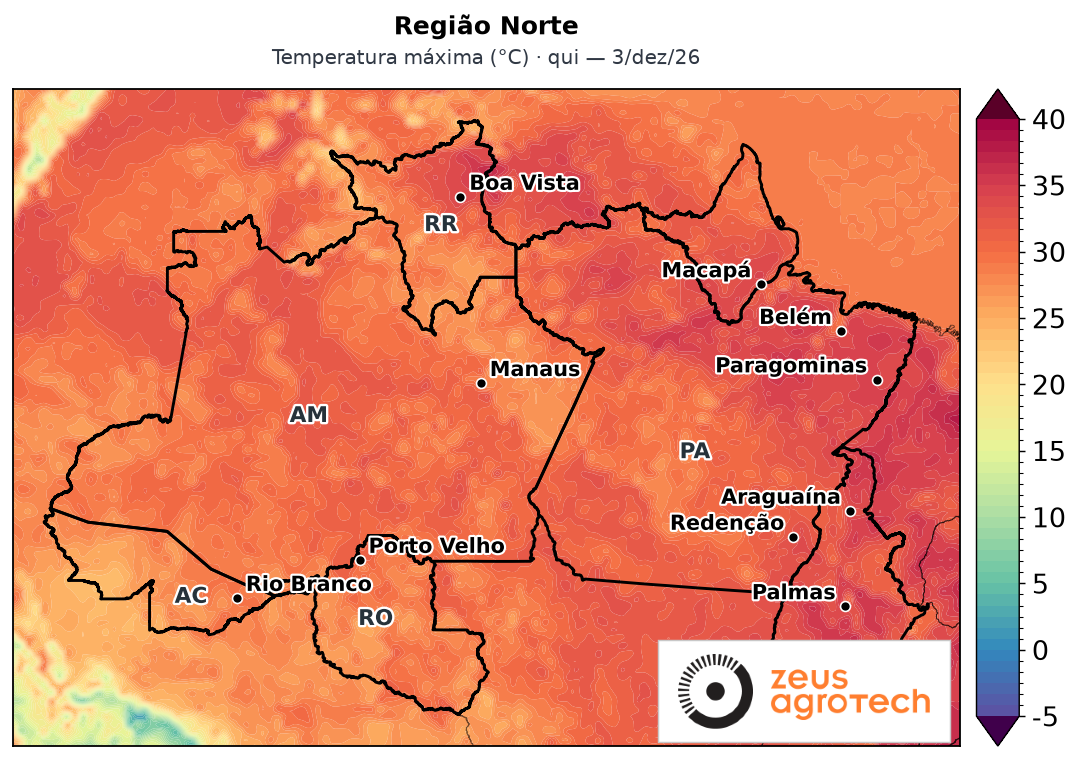 Região Norte
Temperatura máxima (°C) · qui — 3/dez/26
Boa Vista
RR
Macapá
Belém
Paragominas
Manaus
AM
PA
Araguaína
Redenção
Porto Velho
Rio Branco
AC
RO
Palmas
zeus
agrotech
40
35
30
25
20
15
10
5
0
-5